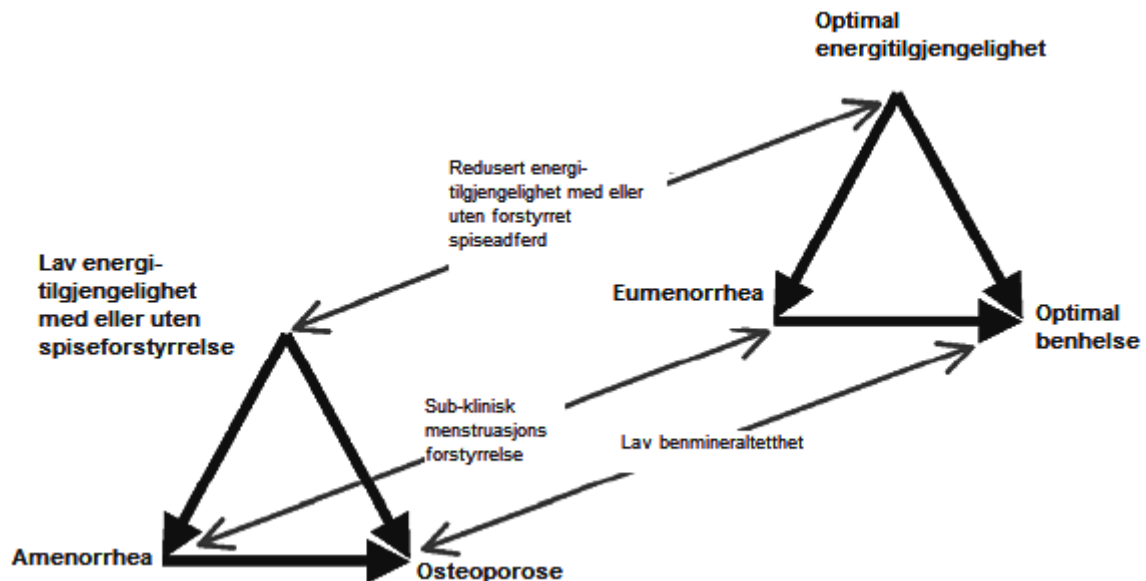 Optimal
energitilgjengelighet
Redusert energi-
tilgjengelighet med eller
uten forstyrret
spiseadferd
Lav energi-
tilgjengelighet
med eller uten
spiseforstyrrelse
Eumenorrhea
Optimal
benhelse
Sub-klinisk
menstruasjons
forstyrrelse
Lav benmineraltetthet
Amenorrhea
Osteoporose